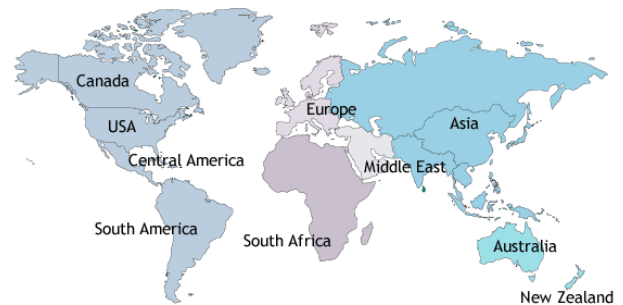 Canada
Europe
USA
Asia
Central America
Middle East
South America
South Africa
Australia
New Zealand